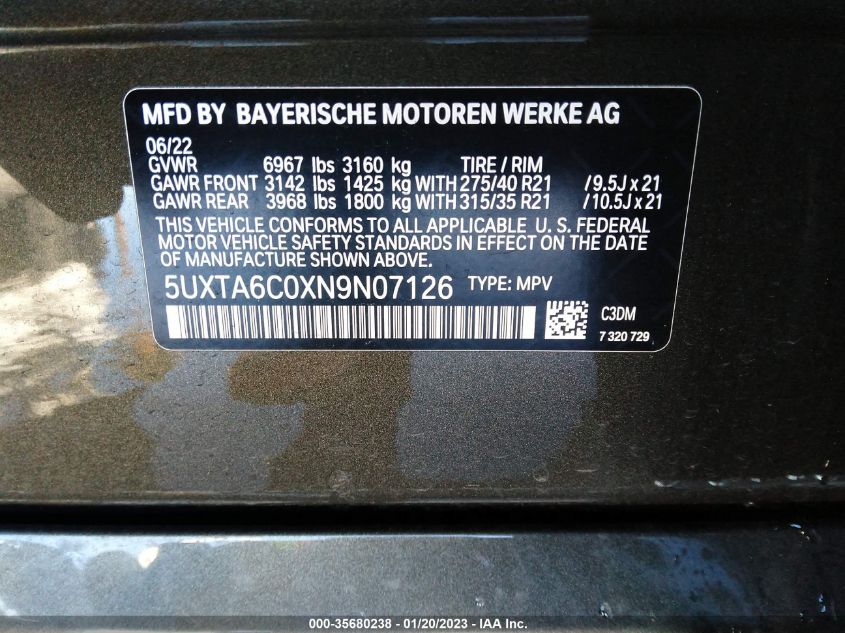 MFD BY BAYERISCHE MOTOREN WERKE AG
06/22
GVWR 6967 lbs 3160 kg TIRE / RIM
GAWR FRONT 3142 lbs 1425 kg WITH 275/40 R21 / 9.5J x 21
GAWR REAR 3968 lbs 1800 kg WITH 315/35 R21 / 10.5J x 21
THIS VEHICLE CONFORMS TO ALL APPLICABLE U. S. FEDERAL
MOTOR VEHICLE SAFETY STANDARDS IN EFFECT ON THE DATE
OF MANUFACTURE SHOWN ABOVE.
5UXTA6C0XN9N07126 TYPE: MPV
C3DM
7 320 729
000-35680238 - 01/20/2023 - IAA Inc.